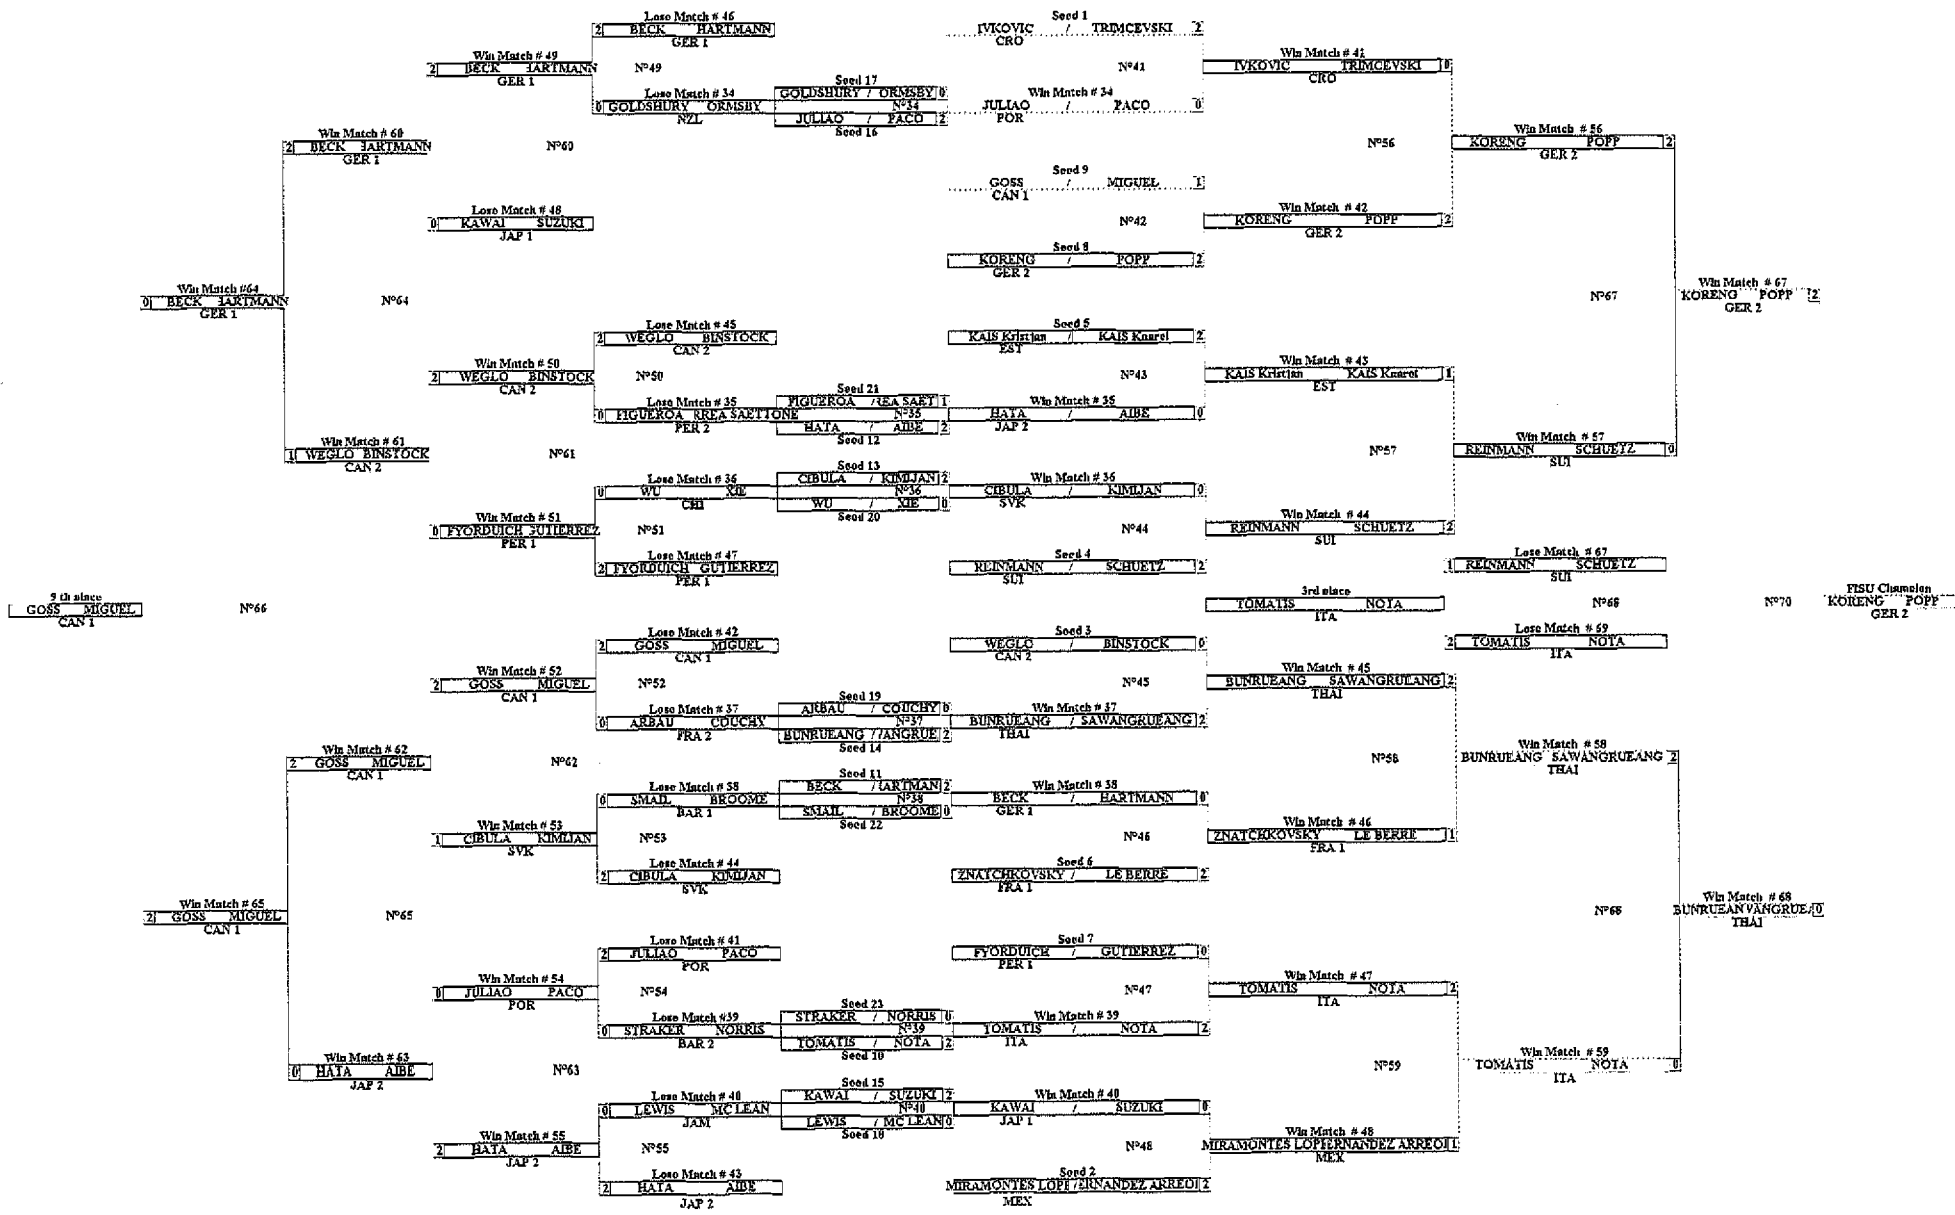 Lose Match # 46
2 BECK HARTMANN
GER 1
Seed 1
IVKOVIC / TRIMCEVSKI 2
CRO
Win Match # 49
2 BECK HARTMANN
GER 1
N°49
N°41
Win Match # 41
IVKOVIC TRIMCEVSKI 0
CRO
Lose Match # 34
0 GOLDSHURY ORMSBY
NZL
Seed 17
GOLDSHURY / ORMSBY 0
N°34
JULIAO / PACO 2
Seed 16
Win Match # 34
JULIAO / PACO 0
POR
Win Match # 60
2 BECK HARTMANN
GER 1
N°60
N°56
Win Match # 56
KORENG POPP 2
GER 2
Seed 9
GOSS / MIGUEL 1
CAN 1
Lose Match # 48
0 KAWAI SUZUKI
JAP 1
N°42
Win Match # 42
KORENG POPP 2
GER 2
Seed 8
KORENG / POPP 2
GER 2
Win Match #64
0 BECK HARTMANN
GER 1
N°64
N°67
Win Match # 67
KORENG POPP 2
GER 2
Lose Match # 45
2 WEGLO BINSTOCK
CAN 2
Seed 5
KAIS Kristjan / KAIS Kaarel 2
EST
Win Match # 50
2 WEGLO BINSTOCK
CAN 2
N°50
N°43
Win Match # 43
KAIS Kristjan KAIS Kaarel 1
EST
Lose Match # 35
0 FIGUEROA RREA SAETTONE
PER 2
Seed 21
FIGUEROA /REA SAET 1
N°35
HATA / AIBE 2
Seed 12
Win Match # 35
HATA / AIBE 0
JAP 2
Win Match # 61
1 WEGLO BINSTOCK
CAN 2
N°61
N°57
Win Match # 57
REINMANN SCHUETZ 0
SUI
Lose Match # 36
0 WU XIE
CHI
Seed 13
CIBULA / KIMIJAN 2
N°36
WU / XIE 0
Seed 20
Win Match # 36
CIBULA / KIMIJAN 0
SVK
Win Match # 51
0 FYORDUICH GUTIERREZ
PER 1
N°51
N°44
Win Match # 44
REINMANN SCHUETZ 2
SUI
Lose Match # 47
2 FYORDUICH GUTIERREZ
PER 1
Seed 4
REINMANN / SCHUETZ 2
SUI
Lose Match # 67
1 REINMANN SCHUETZ
SUI
9 th place
GOSS MIGUEL
CAN 1
N°66
3rd place
TOMATIS NOTA
ITA
N°68
N°70
FISU Champion
KORENG POPP
GER 2
Lose Match # 42
2 GOSS MIGUEL
CAN 1
Seed 3
WEGLO / BINSTOCK 0
CAN 2
Lose Match # 69
2 TOMATIS NOTA
ITA
Win Match # 52
2 GOSS MIGUEL
CAN 1
N°52
N°45
Win Match # 45
BUNRUEANG SAWANGRUEANG 2
THAI
Lose Match # 37
0 ARBAU COUCHY
FRA 2
Seed 19
ARBAU / COUCHY 0
N°37
BUNRUEANG /ANGRUE 2
Seed 14
Win Match # 37
BUNRUEANG / SAWANGRUEANG 2
THAI
Win Match # 62
2 GOSS MIGUEL
CAN 1
N°62
N°58
Win Match # 58
BUNRUEANG SAWANGRUEANG 2
THAI
Lose Match # 38
0 SMAIL BROOME
BAR 1
Seed 11
BECK /IARTMAN 2
N°38
SMAIL / BROOME 0
Seed 22
Win Match # 38
BECK / HARTMANN 0
GER 1
Win Match # 53
1 CIBULA KIMIJAN
SVK
N°53
N°46
Win Match # 46
ZNATCHKOVSKY LE BERRE 1
FRA 1
Lose Match # 44
2 CIBULA KIMIJAN
SVK
Seed 6
ZNATCHKOVSKY / LE BERRE 2
FRA 1
Win Match # 65
2 GOSS MIGUEL
CAN 1
N°65
N°68
Win Match # 68
BUNRUEAN VANGRUEA 0
THAI
Lose Match # 41
2 JULIAO PACO
POR
Seed 7
FYORDUICH / GUTIERREZ 0
PER 1
Win Match # 54
0 JULIAO PACO
POR
N°54
N°47
Win Match # 47
TOMATIS NOTA 2
ITA
Lose Match #39
0 STRAKER NORRIS
BAR 2
Seed 23
STRAKER / NORRIS 0
N°39
TOMATIS / NOTA 2
Seed 10
Win Match # 39
TOMATIS / NOTA 2
ITA
Win Match # 63
0 HATA AIBE
JAP 2
N°63
N°59
Win Match # 59
TOMATIS NOTA 0
ITA
Lose Match # 40
0 LEWIS MC LEAN
JAM
Seed 15
KAWAI / SUZUKI 2
N°40
LEWIS / MC LEAN 0
Seed 18
Win Match # 40
KAWAI / SUZUKI 0
JAP 1
Win Match # 55
2 HATA AIBE
JAP 2
N°55
N°48
Win Match # 48
MIRAMONTES LOPFERNANDEZ ARREOI 1
MEX
Lose Match # 43
2 HATA AIBE
JAP 2
Seed 2
MIRAMONTES LOPI /ERNANDEZ ARREOI 2
MEX